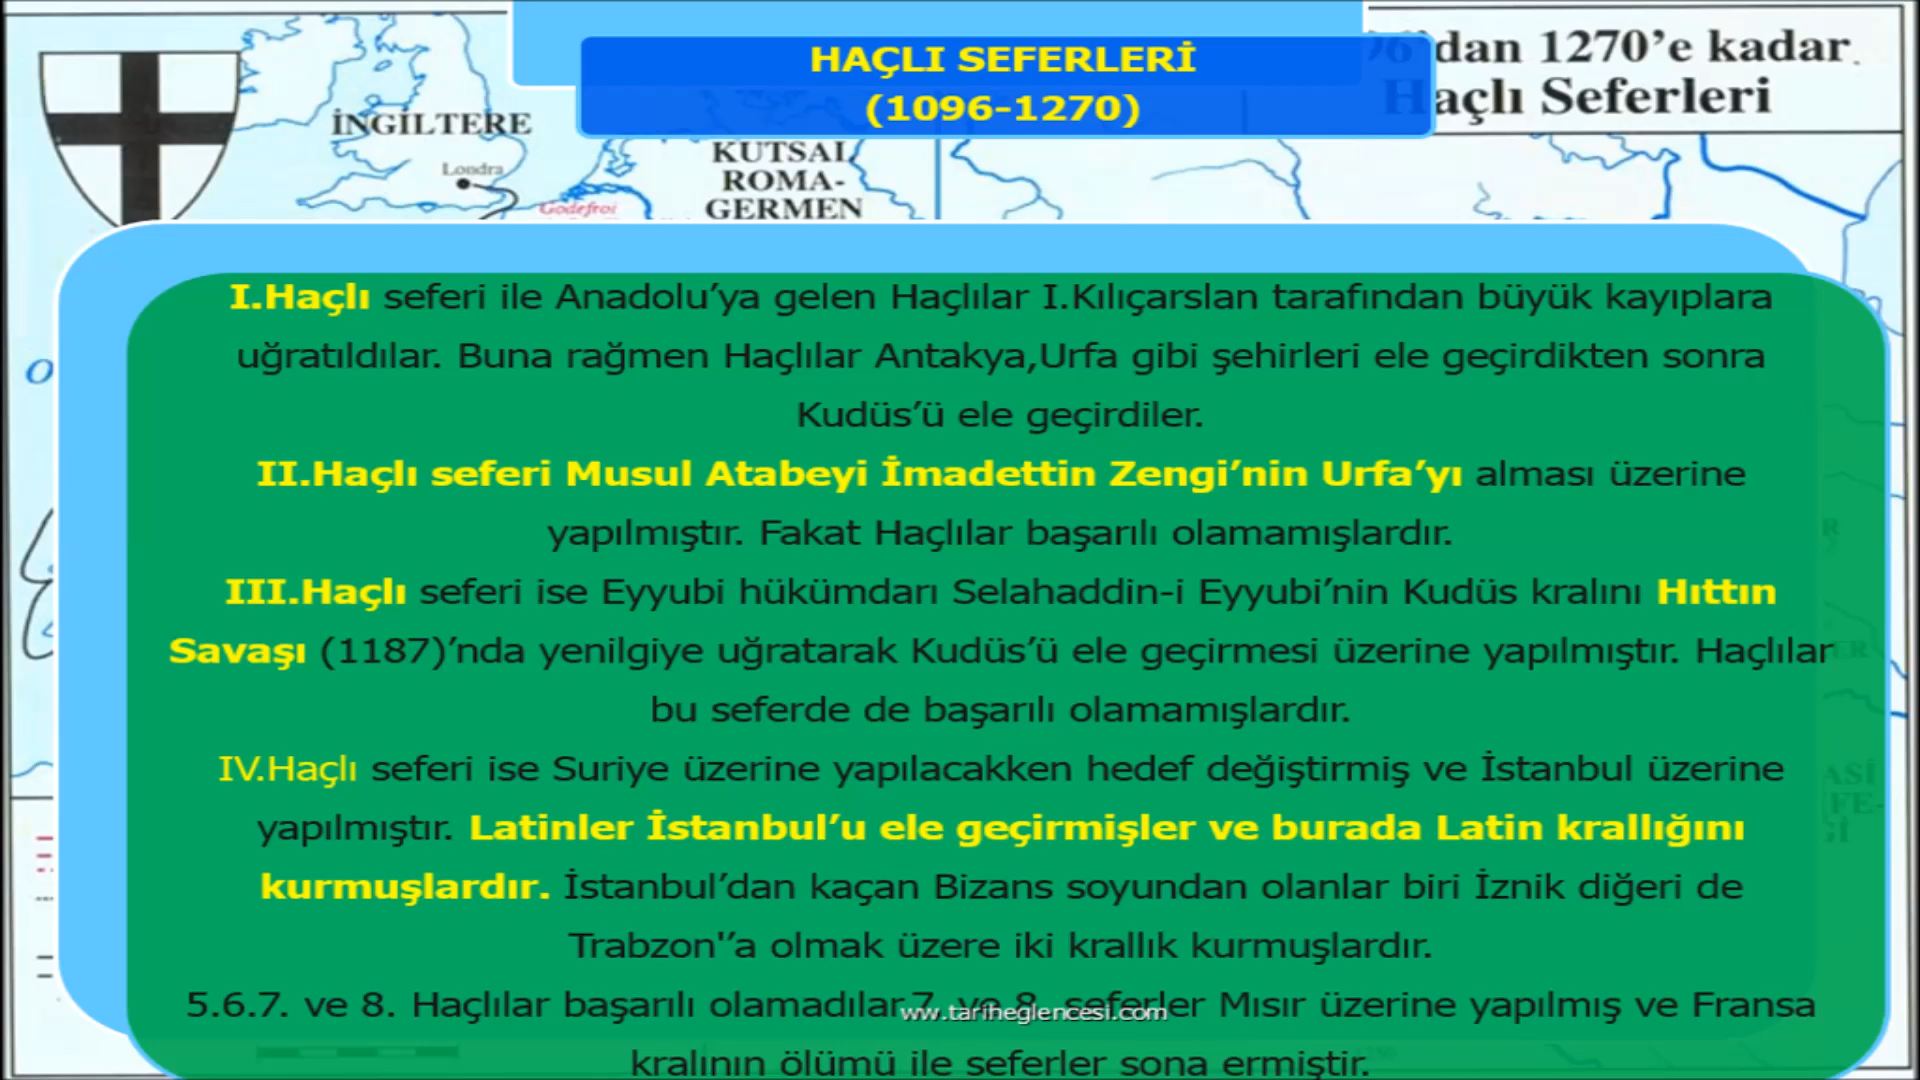 HAÇLI SEFERLERİ
(1096-1270)
'dan 1270'e kadar
Haçlı Seferleri
İNGİLTERE
Londra
Godefroi
KUTSAL
ROMA-
GERMEN
I.Haçlı seferi ile Anadolu’ya gelen Haçlılar I.Kılıçarslan tarafından büyük kayıplara
uğratıldılar. Buna rağmen Haçlılar Antakya,Urfa gibi şehirleri ele geçirdikten sonra
Kudüs’ü ele geçirdiler.
II.Haçlı seferi Musul Atabeyi İmadettin Zengi’nin Urfa’yı alması üzerine
yapılmıştır. Fakat Haçlılar başarılı olamamışlardır.
III.Haçlı seferi ise Eyyubi hükümdarı Selahaddin-i Eyyubi’nin Kudüs kralını Hıttın
Savaşı (1187)’nda yenilgiye uğratarak Kudüs’ü ele geçirmesi üzerine yapılmıştır. Haçlılar
bu seferde de başarılı olamamışlardır.
IV.Haçlı seferi ise Suriye üzerine yapılacakken hedef değiştirmiş ve İstanbul üzerine
yapılmıştır. Latinler İstanbul’u ele geçirmişler ve burada Latin krallığını
kurmuşlardır. İstanbul’dan kaçan Bizans soyundan olanlar biri İznik diğeri de
Trabzon"’a olmak üzere iki krallık kurmuşlardır.
5.6.7. ve 8. Haçlılar başarılı olamadılar.7. ve 8. seferler Mısır üzerine yapılmış ve Fransa
ww.tariheglencesi.com
kralının ölümü ile seferler sona ermiştir.